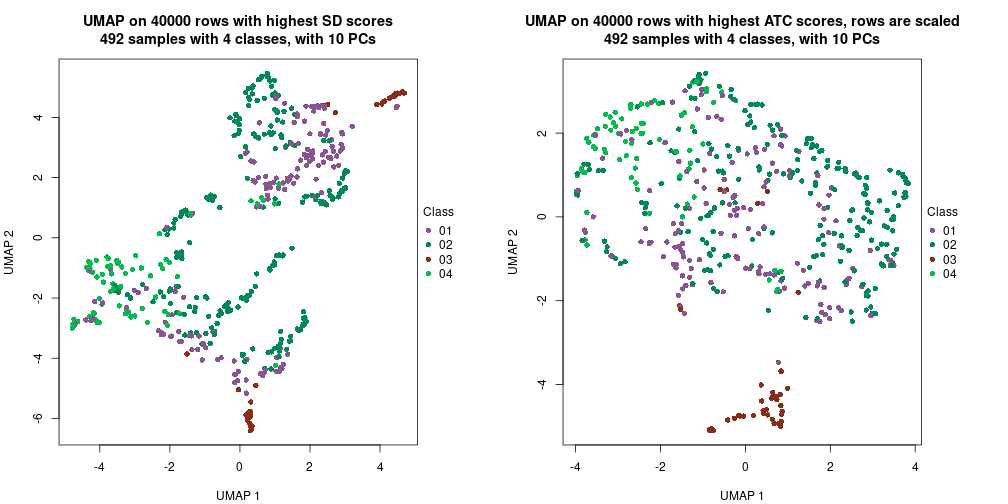 UMAP on 40000 rows with highest SD scores
492 samples with 4 classes, with 10 PCs
4
2
0
-2
-4
-6
UMAP 2
-4
-2
0
2
4
UMAP 1
Class
01
02
03
04
UMAP on 40000 rows with highest ATC scores, rows are scaled
492 samples with 4 classes, with 10 PCs
2
0
-2
-4
UMAP 2
-4
-2
0
2
4
UMAP 1
Class
01
02
03
04